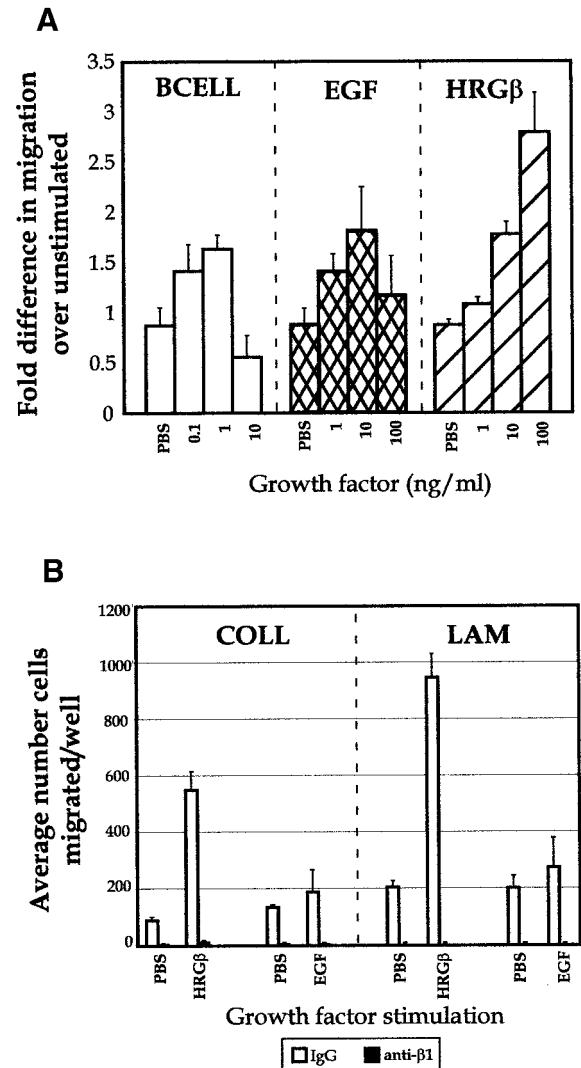 A
Fold difference in migration
over unstimulated
3.5
3
2.5
2
1.5
1
0.5
0
BCELL
EGF
HRGβ
PBS
0.1
1
10
PBS
1
10
100
PBS
1
10
100
Growth factor (ng/ml)
B
Average number cells
migrated/well
1200
1000
800
600
400
200
0
COLL
LAM
PBS
HRGβ
PBS
EGF
PBS
HRGβ
PBS
EGF
Growth factor stimulation
IgG
anti-β1